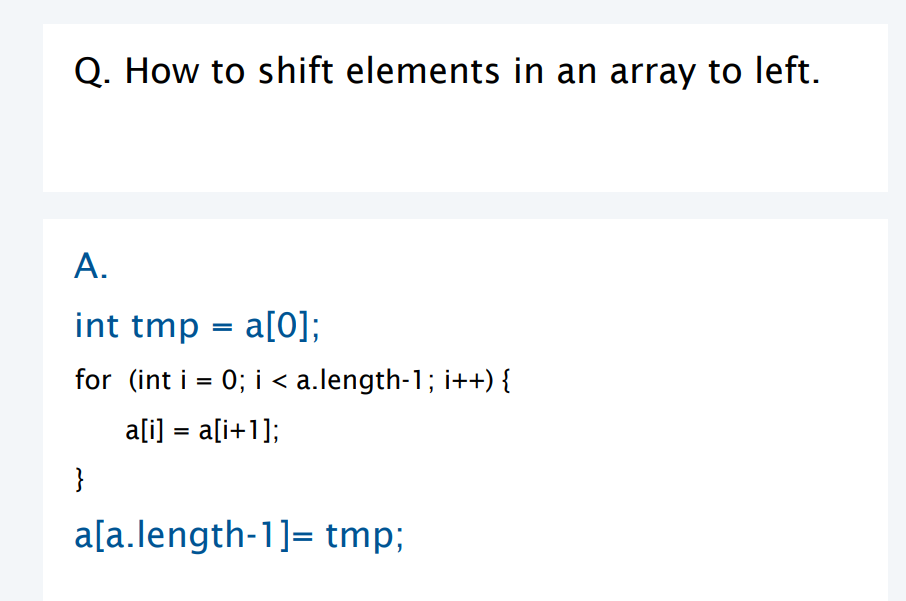 Q. How to shift elements in an array to left.
A.
int tmp = a[0];
for (int i = 0; i < a.length-1; i++) {
a[i] = a[i+1];
}
a[a.length-1]= tmp;